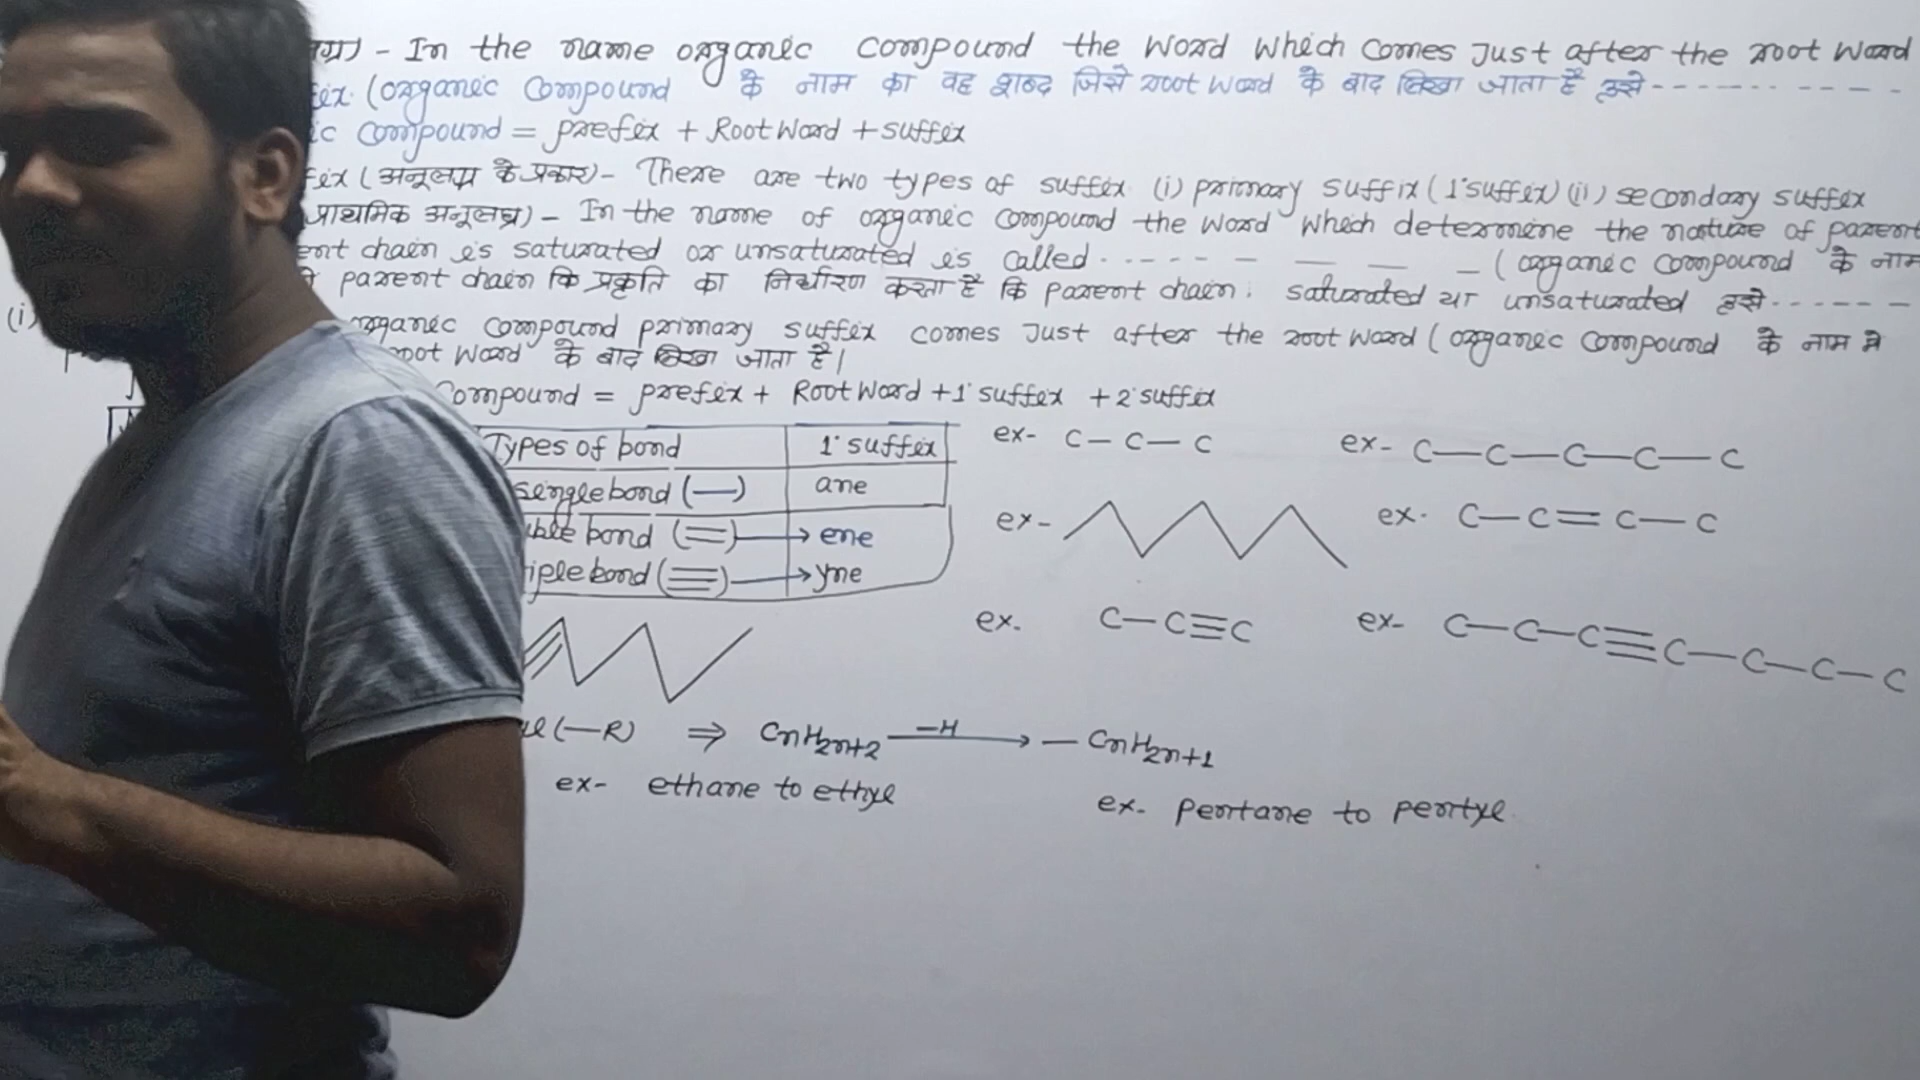 - In the name organic compound the word which comes Just after the root word
(organic compound के नाम का वह शब्द जिसे root word के बाद लिखा जाता है उसे-----------
compound = prefix + Root word + suffix
(अनुलग्न के प्रकार)- There are two types of suffix (i) primary suffix (1°suffix) (ii) secondary suffix
प्राथमिक अनुलग्न) - In the name of organic compound the word which determine the nature of parent
chain is saturated or unsaturated is called ---------- (organic compound के नाम
parent chain कि प्रकृति का निर्धारण करता है कि parent chain: saturated या unsaturated उसे------
(i)
organic compound primary suffix comes Just after the root word (organic compound के नाम मे
root word के बाद लिखा जाता है।
compound = prefix + Root word + 1°suffix + 2°suffix
Types of bond 1°suffix
single bond (—) ane
bond (=) → ene
bond (≡) → yne
ex- C—C—C
ex- C—C—C—C—C
ex-
ex- C—C=C—C
ex. C—C≡C
ex- C—C—C≡C—C—C—C
(—R) ⇒ CnH2n+2 —H→ —CnH2n+1
ex- ethane to ethyl
ex- pentane to pentyl